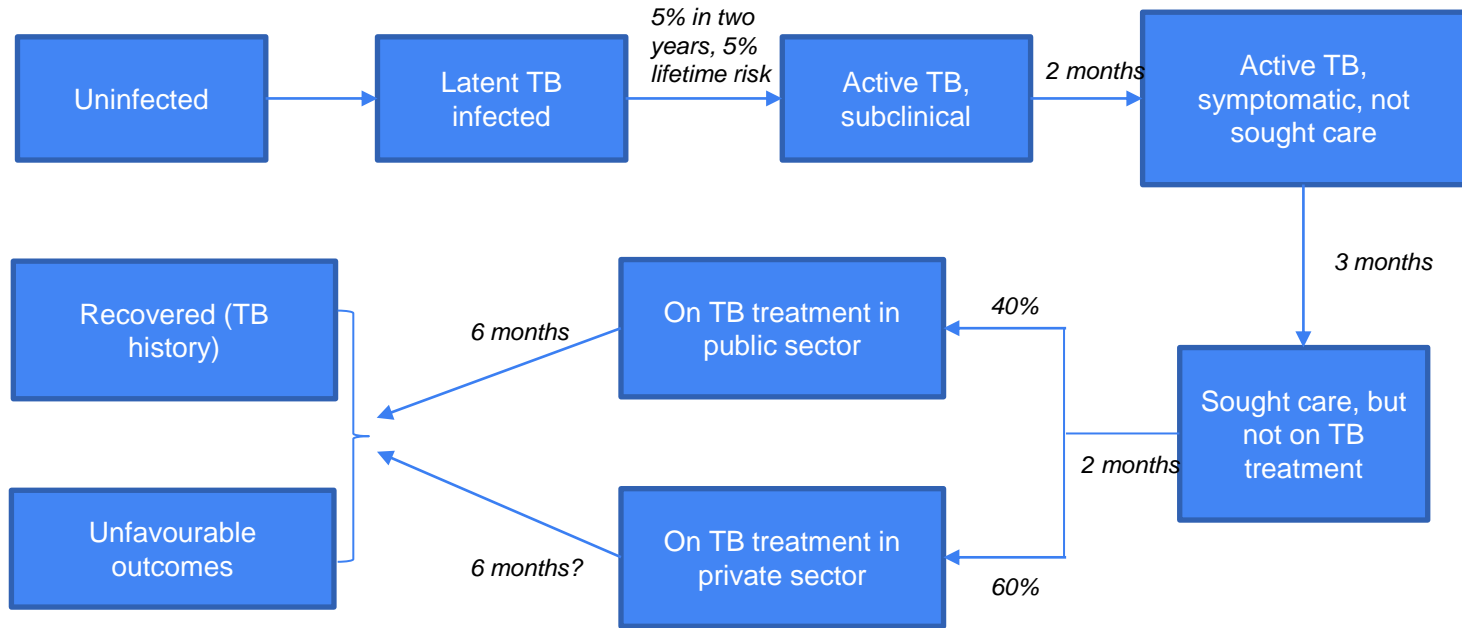 Uninfected
Latent TB
infected
5% in two
years, 5%
lifetime risk
Active TB,
subclinical
2 months
Active TB,
symptomatic, not
sought care
3 months
Sought care, but
not on TB
treatment
2 months
40%
60%
On TB treatment in
public sector
On TB treatment in
private sector
6 months
6 months?
Recovered (TB
history)
Unfavourable
outcomes